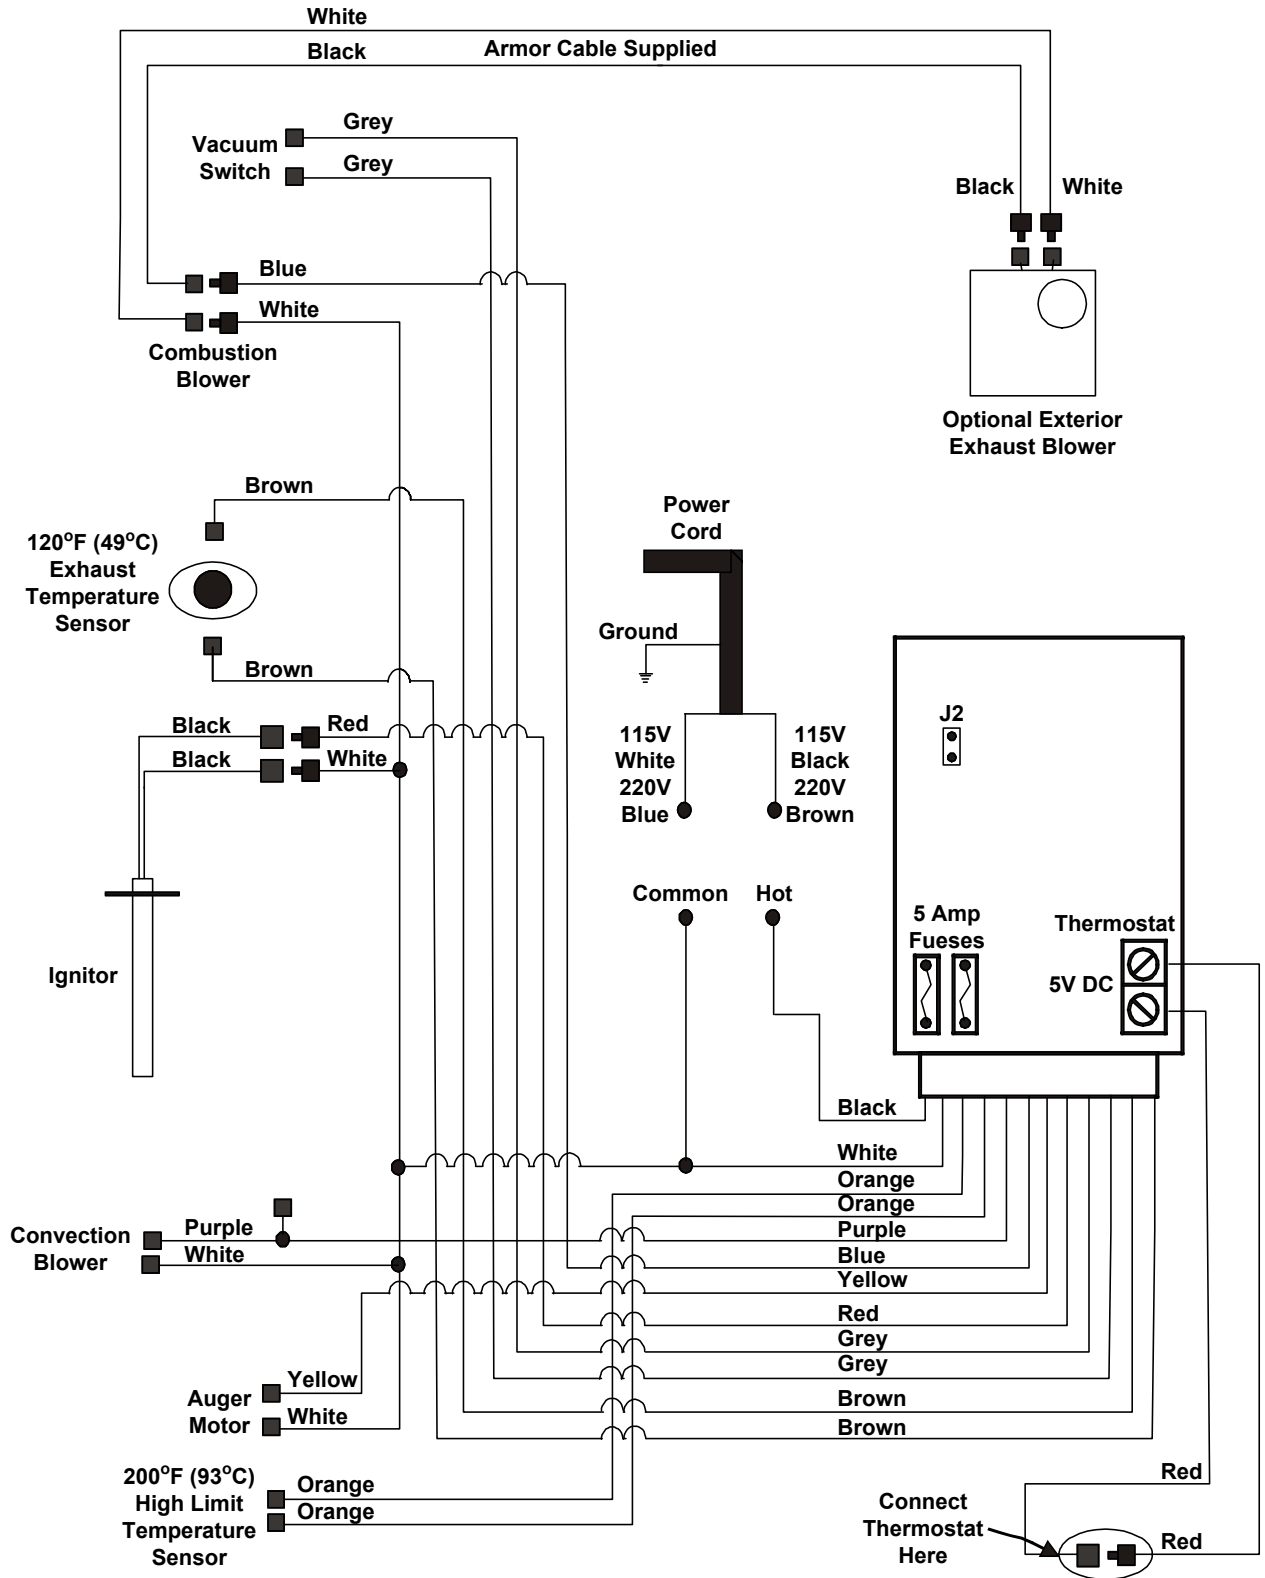 White
Black
Armor Cable Supplied
Grey
Vacuum
Switch
Grey
Black
White
Blue
White
Combustion
Blower
Optional Exterior
Exhaust Blower
Brown
Power
Cord
120°F (49°C)
Exhaust
Temperature
Sensor
Ground
Brown
Black
Red
Black
White
115V
White
220V
Blue
115V
Black
220V
Brown
J2
Common
Hot
5 Amp
Fueses
Thermostat
5V DC
Ignitor
Black
White
Orange
Orange
Purple
Blue
Yellow
Red
Grey
Grey
Brown
Brown
Convection
Blower
Purple
White
Auger
Motor
Yellow
White
200°F (93°C)
High Limit
Temperature
Sensor
Orange
Orange
Connect
Thermostat
Here
Red
Red